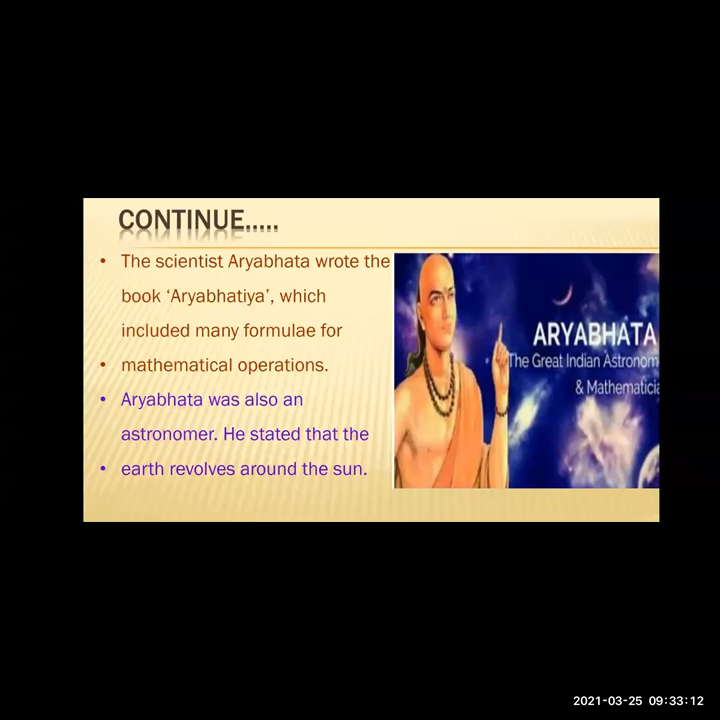 CONTINUE.....
• The scientist Aryabhata wrote the
book ‘Aryabhatiya’, which
included many formulae for
• mathematical operations.
• Aryabhata was also an
astronomer. He stated that the
• earth revolves around the sun.
ARYABHATA
The Great Indian Astronom
& Mathematicia
2021-03-25 09:33:12